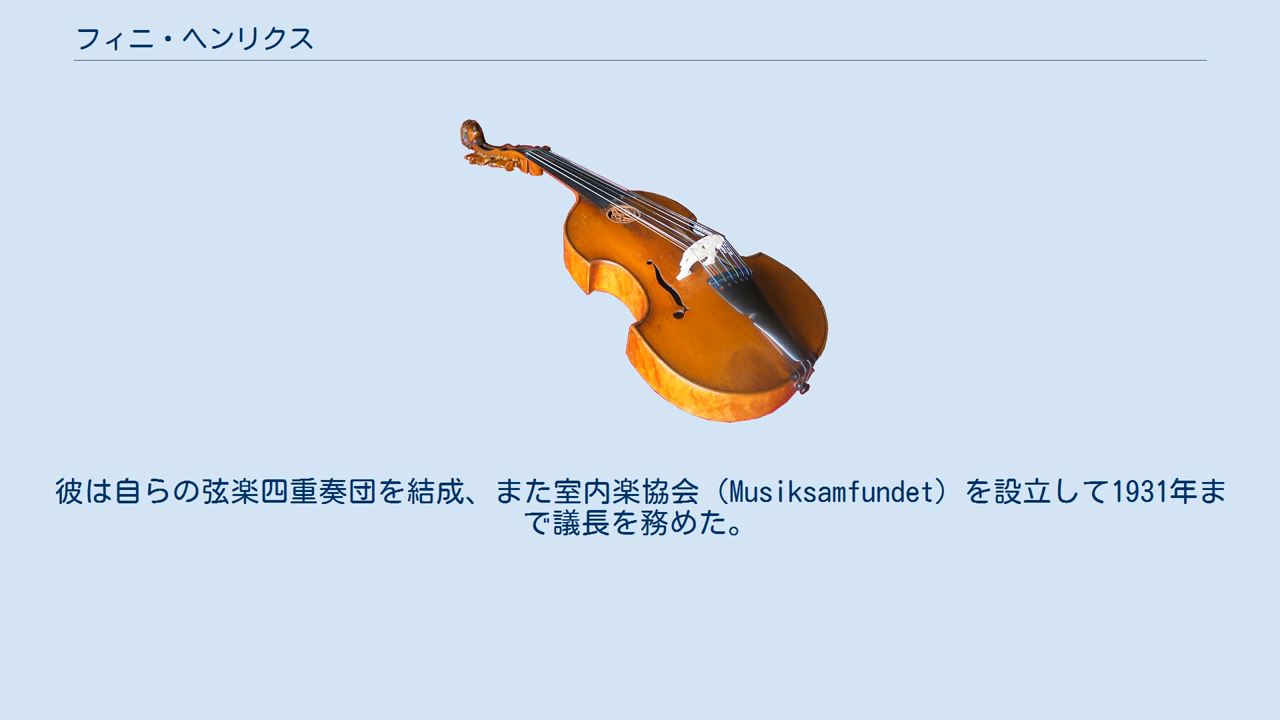 フィニ・ヘンリクス
彼は自らの弦楽四重奏団を結成、また室内楽協会（Musiksamfundet）を設立して1931年ま
で議長を務めた。